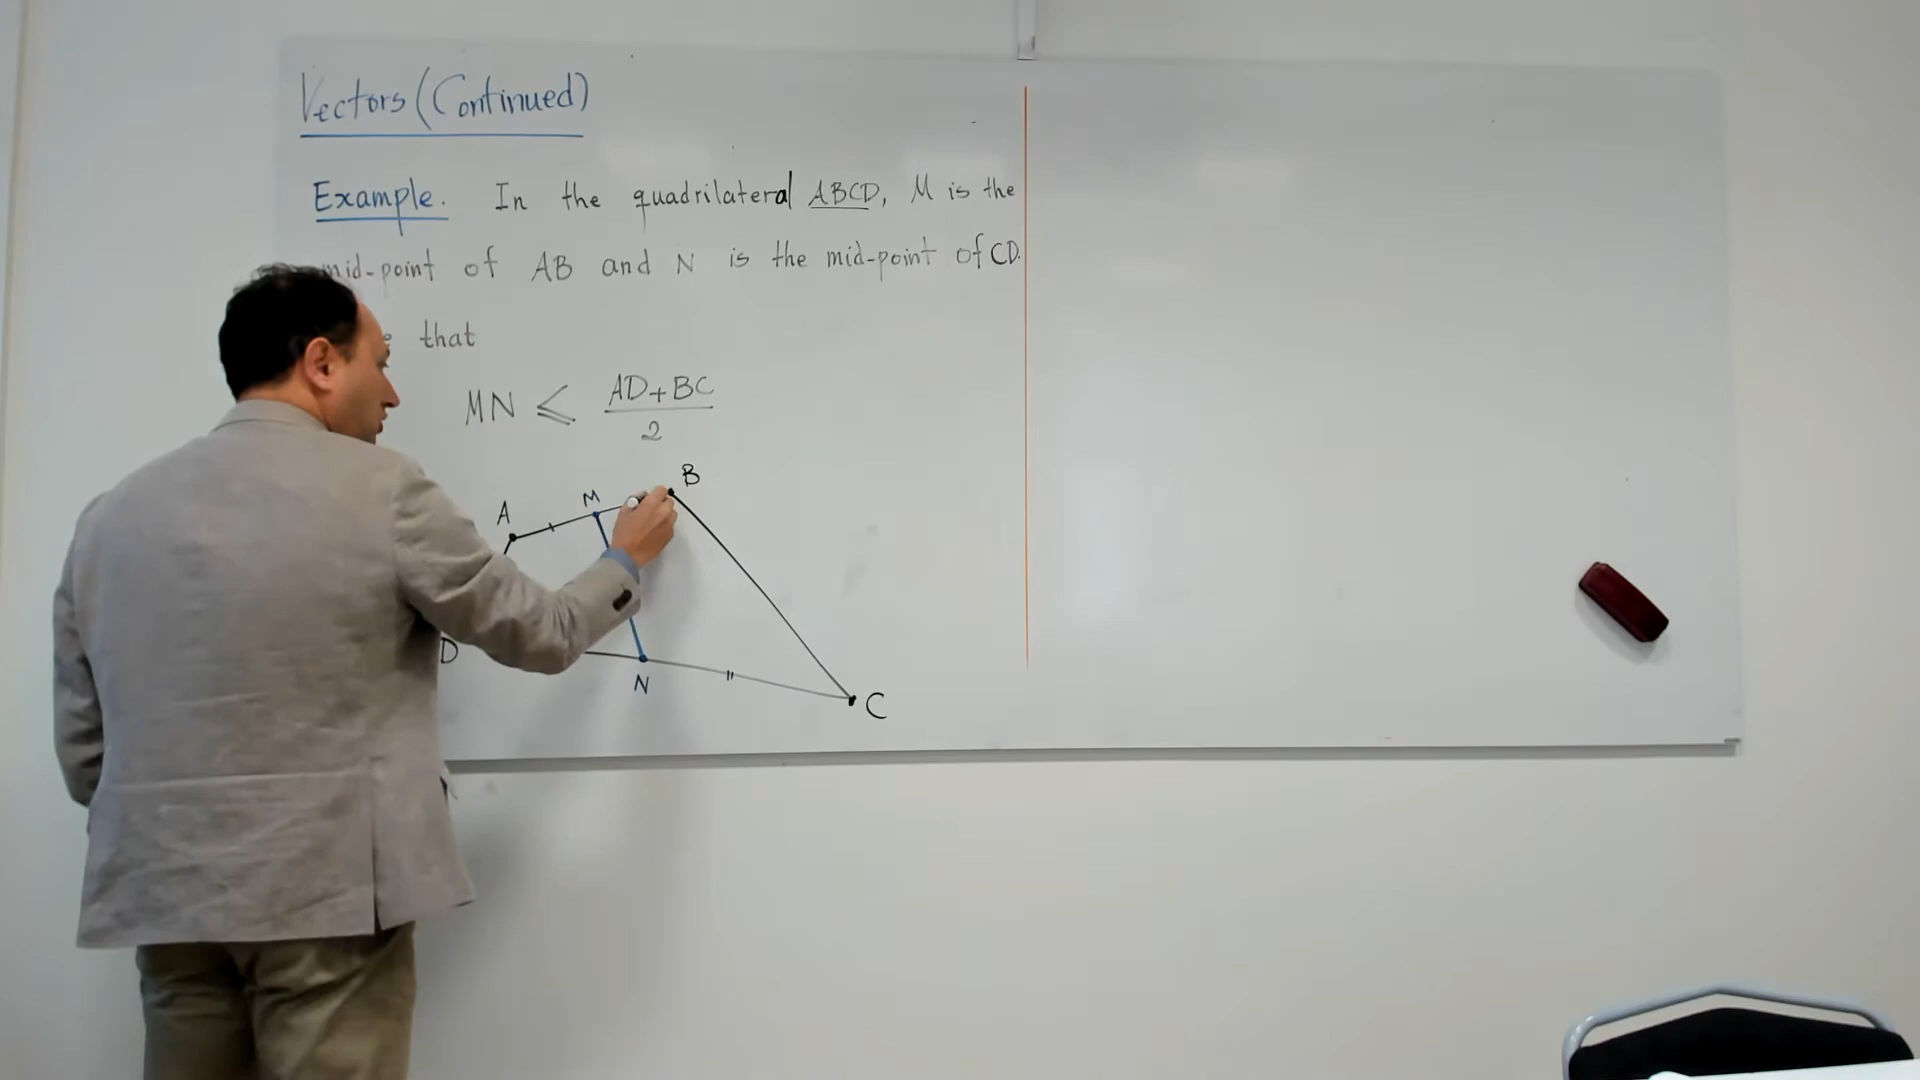 Vectors (Continued)
Example. In the quadrilateral ABCD, M is the
mid-point of AB and N is the mid-point of CD.
that
MN ⩽ AD+BC
2
B
M
A
D
N
C